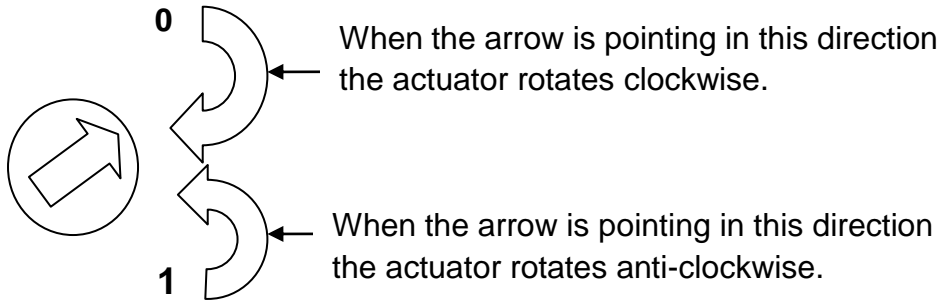 0
When the arrow is pointing in this direction
the actuator rotates clockwise.
When the arrow is pointing in this direction
the actuator rotates anti-clockwise.
1